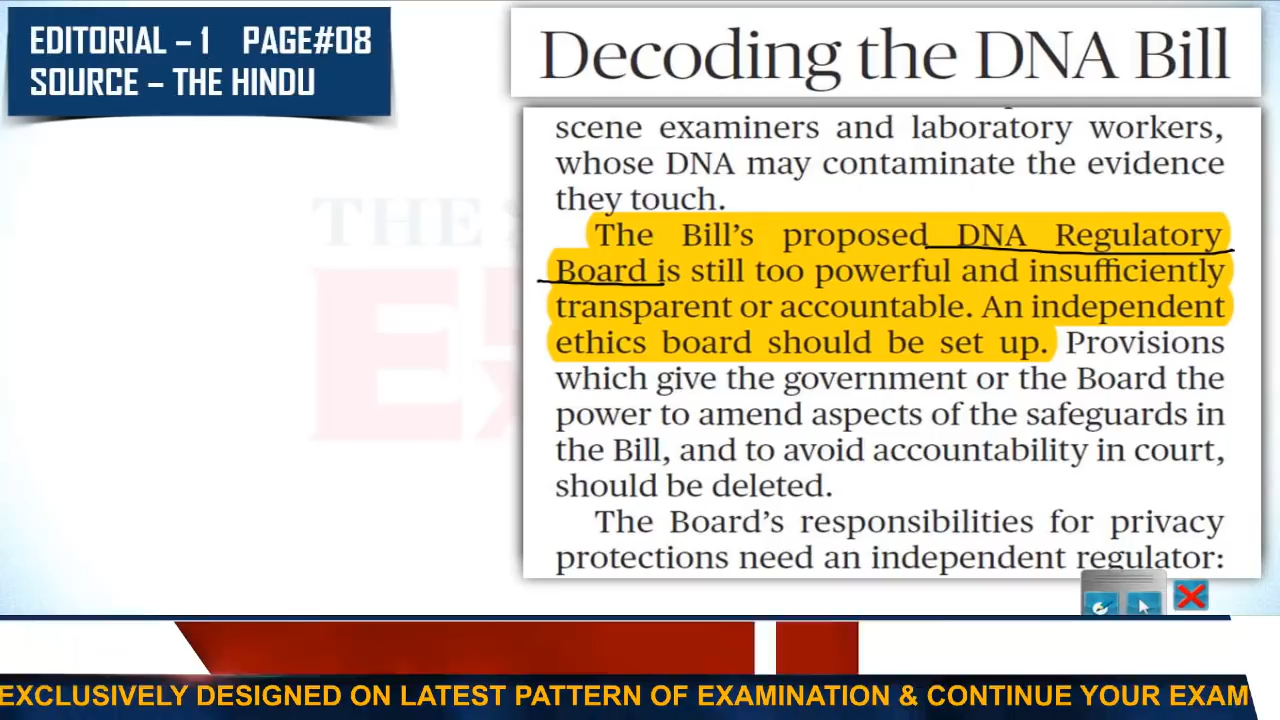 EDITORIAL – 1 PAGE#08
SOURCE – THE HINDU
Decoding the DNA Bill
scene examiners and laboratory workers,
whose DNA may contaminate the evidence
they touch.
The Bill's proposed DNA Regulatory
Board is still too powerful and insufficiently
transparent or accountable. An independent
ethics board should be set up. Provisions
which give the government or the Board the
power to amend aspects of the safeguards in
the Bill, and to avoid accountability in court,
should be deleted.
The Board's responsibilities for privacy
protections need an independent regulator:
THE
EXCLUSIVELY DESIGNED ON LATEST PATTERN OF EXAMINATION & CONTINUE YOUR EXAM